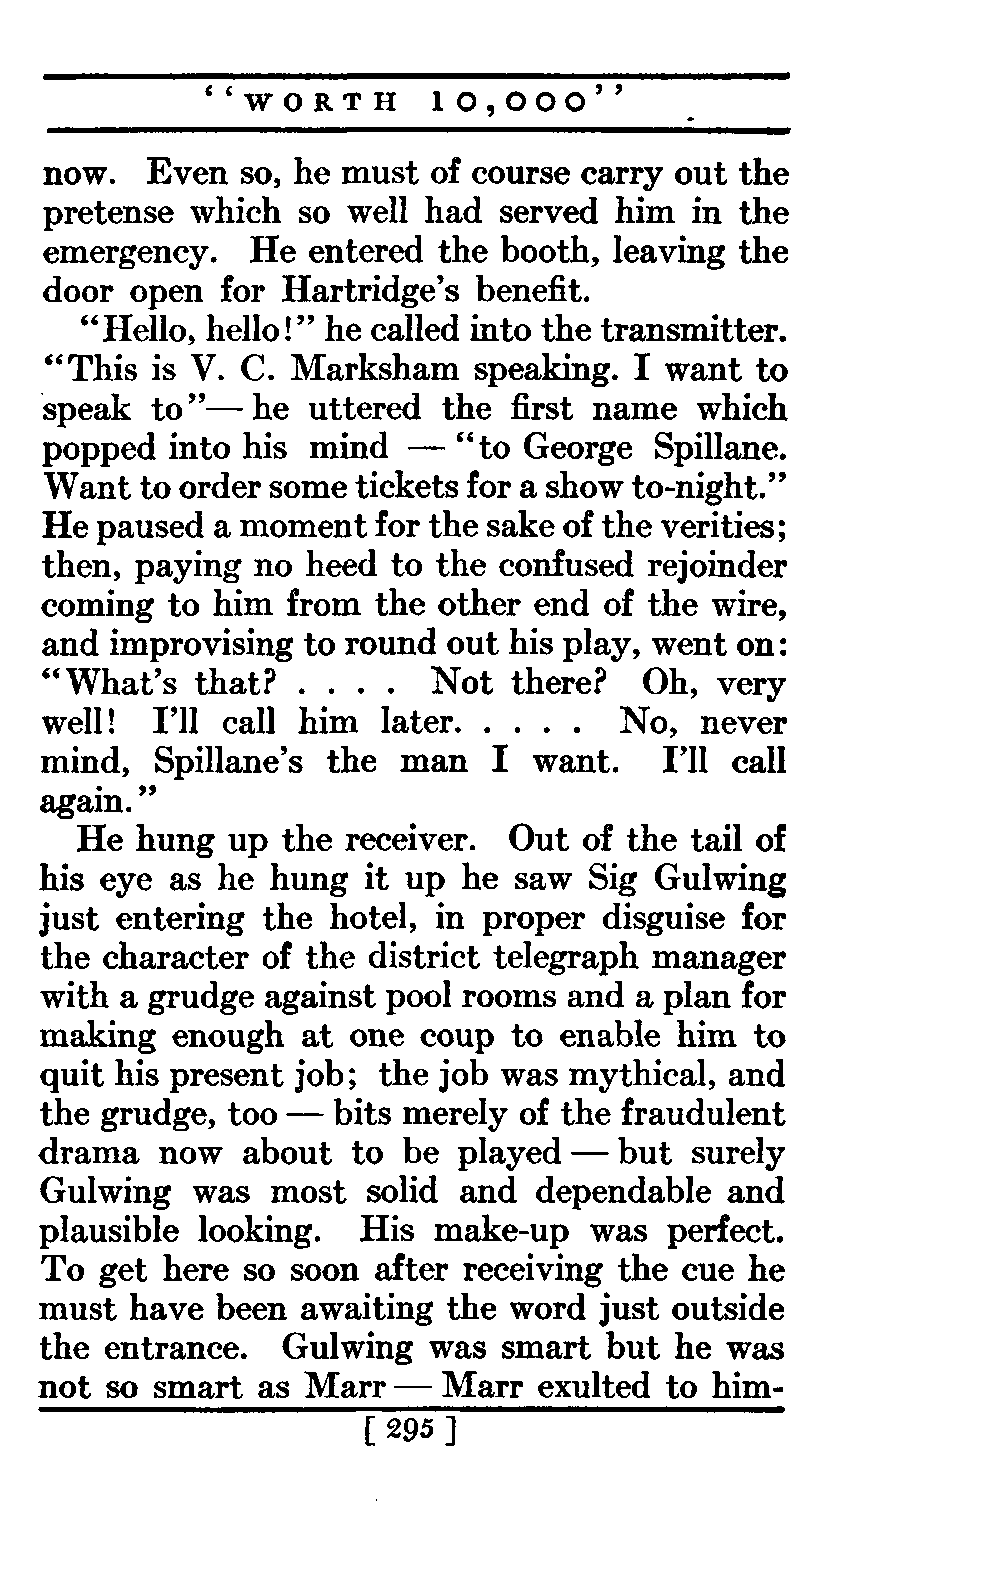 "WORTH 10,000"
now. Even so, he must of course carry out the
pretense which so well had served him in the
emergency. He entered the booth, leaving the
door open for Hartridge's benefit.
"Hello, hello!" he called into the transmitter.
"This is V. C. Marksham speaking. I want to
speak to"— he uttered the first name which
popped into his mind — "to George Spillane.
Want to order some tickets for a show to-night."
He paused a moment for the sake of the verities;
then, paying no heed to the confused rejoinder
coming to him from the other end of the wire,
and improvising to round out his play, went on:
"What's that? . . . . Not there? Oh, very
well! I'll call him later. . . . . No, never
mind, Spillane's the man I want. I'll call
again."
He hung up the receiver. Out of the tail of
his eye as he hung it up he saw Sig Gulwing
just entering the hotel, in proper disguise for
the character of the district telegraph manager
with a grudge against pool rooms and a plan for
making enough at one coup to enable him to
quit his present job; the job was mythical, and
the grudge, too — bits merely of the fraudulent
drama now about to be played — but surely
Gulwing was most solid and dependable and
plausible looking. His make-up was perfect.
To get here so soon after receiving the cue he
must have been awaiting the word just outside
the entrance. Gulwing was smart but he was
not so smart as Marr — Marr exulted to him-
[ 295 ]